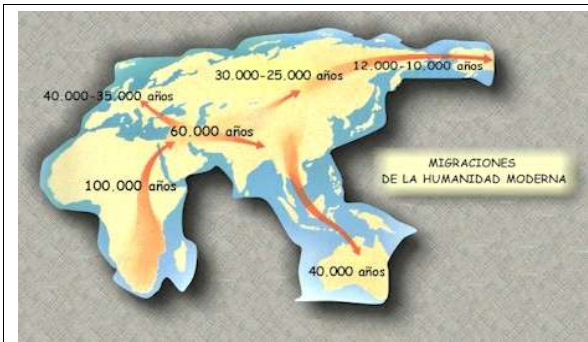 12.000-10.000 años
30.000-25.000 años
40.000-35.000 años
60.000 años
100.000 años
40.000 años
MIGRACIONES
DE LA HUMANIDAD MODERNA